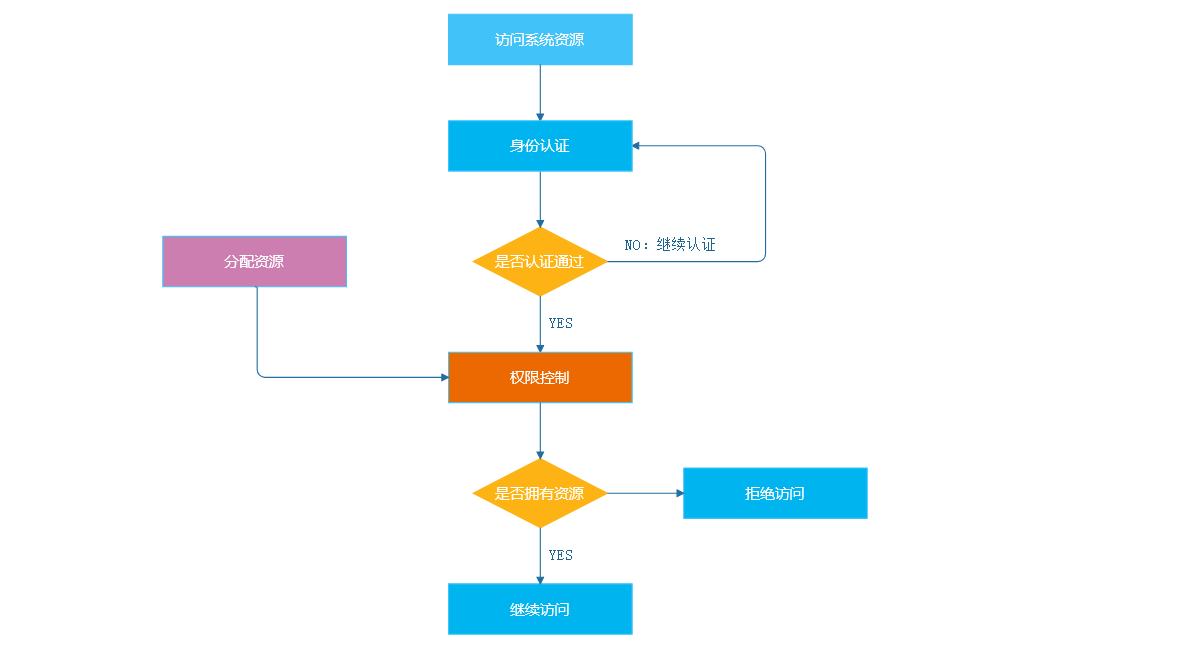 访问系统资源
身份认证
NO：继续认证
分配资源
是否认证通过
YES
权限控制
是否拥有资源
拒绝访问
YES
继续访问